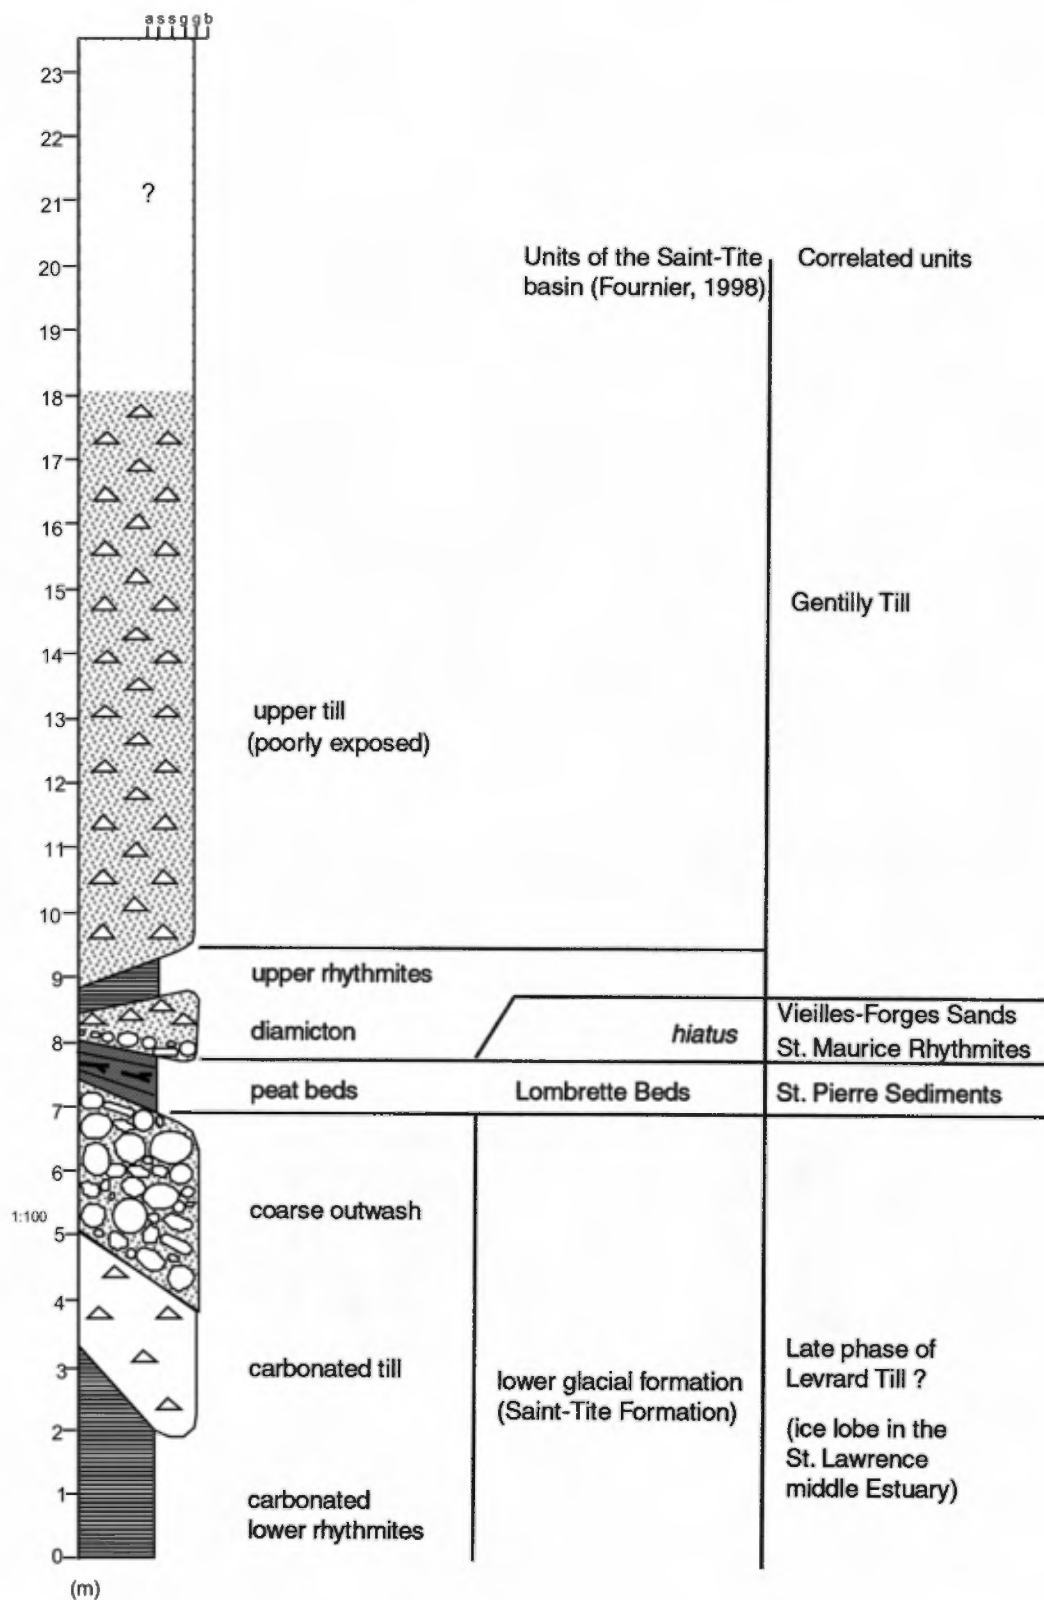 a s s g g b
23
22
?
21
Units of the Saint-Tite
basin (Fournier, 1998)
Correlated units
20
19
18
17
16
15
Gentilly Till
14
13
upper till
(poorly exposed)
12
11
10
9
upper rhythmites
8
diamicton
hiatus
Vieilles-Forges Sands
St. Maurice Rhythmites
peat beds
Lombrette Beds
St. Pierre Sediments
7
6
coarse outwash
1:100
5
4
3
carbonated till
lower glacial formation
(Saint-Tite Formation)
Late phase of
Levrard Till ?
(ice lobe in the
St. Lawrence
middle Estuary)
2
1
carbonated
lower rhythmites
0
(m)